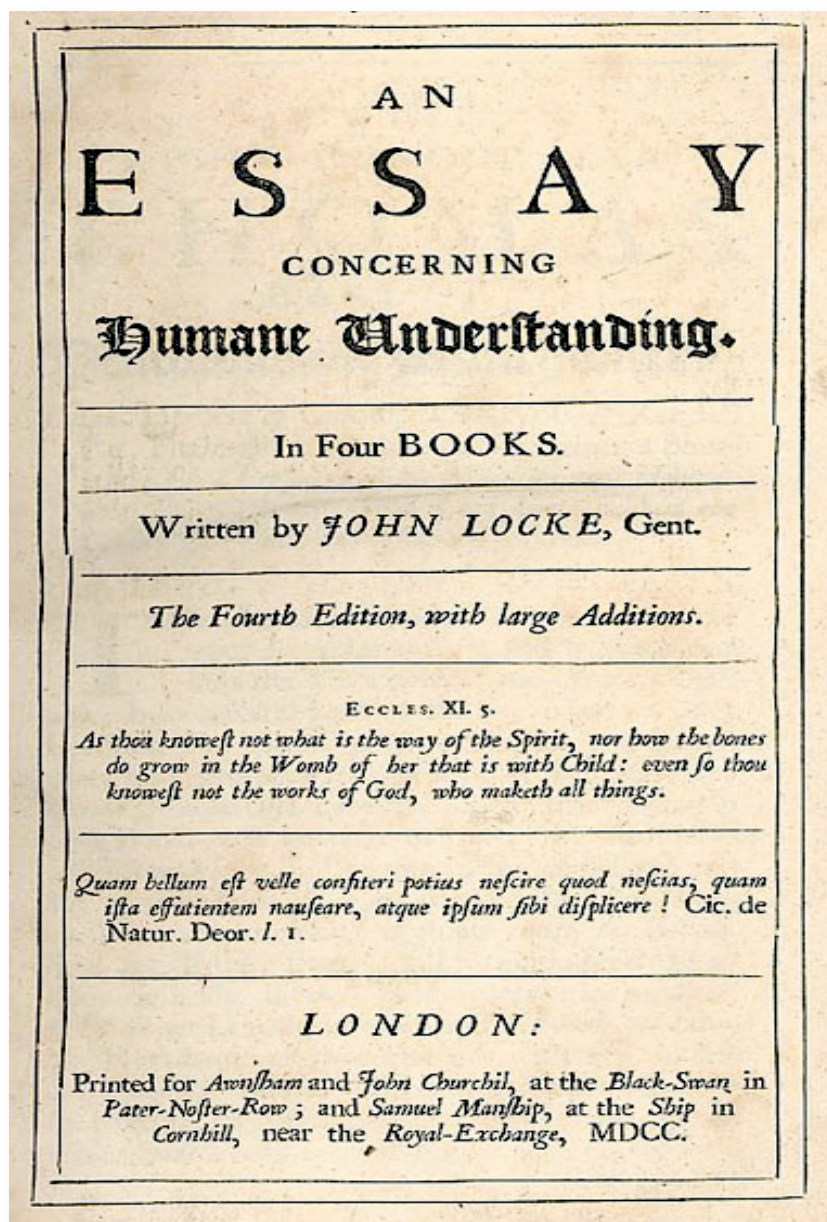 AN
ESSAY
CONCERNING
Humane Underſtanding.
In Four BOOKS.
Written by JOHN LOCKE, Gent.
The Fourth Edition, with large Additions.
ECCLES. XI. 5.
As thou knoweſt not what is the way of the Spirit, nor how the bones
do grow in the Womb of her that is with Child: even ſo thou
knoweſt not the works of God, who maketh all things.
Quam bellum eſt velle confiteri potius neſcire quod neſcias, quam
iſta effutientem nauſeare, atque ipſum ſibi diſplicere ! Cic. de
Natur. Deor. l. 1.
LONDON:
Printed for Awnſham and John Churchil, at the Black-Swan in
Pater-Noſter-Row ; and Samuel Manſhip, at the Ship in
Cornhill, near the Royal-Exchange, MDCC.